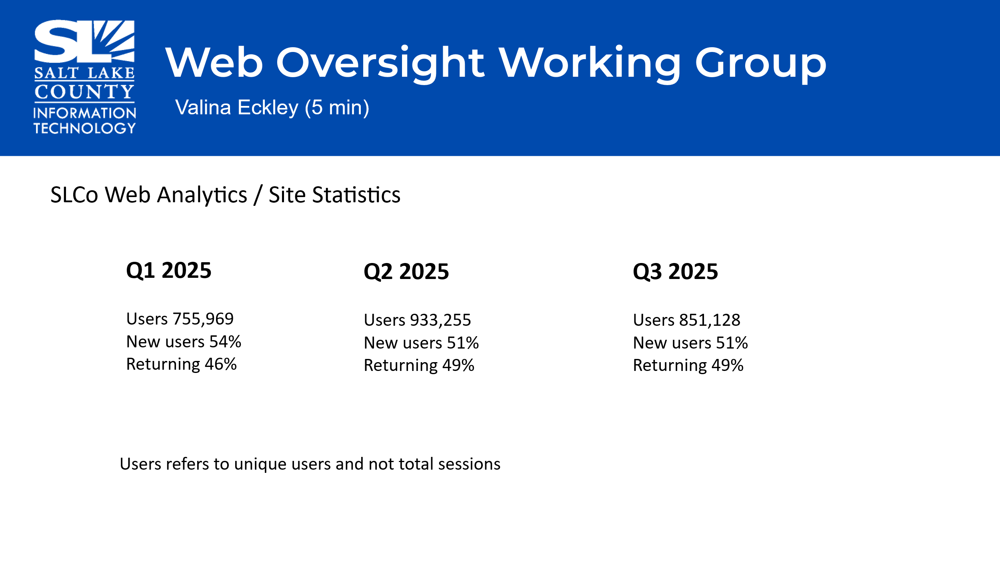 SL
SALT LAKE
COUNTY
INFORMATION
TECHNOLOGY
Web Oversight Working Group
Valina Eckley (5 min)
SLCo Web Analytics / Site Statistics
Q1 2025
Users 755,969
New users 54%
Returning 46%
Q2 2025
Users 933,255
New users 51%
Returning 49%
Q3 2025
Users 851,128
New users 51%
Returning 49%
Users refers to unique users and not total sessions